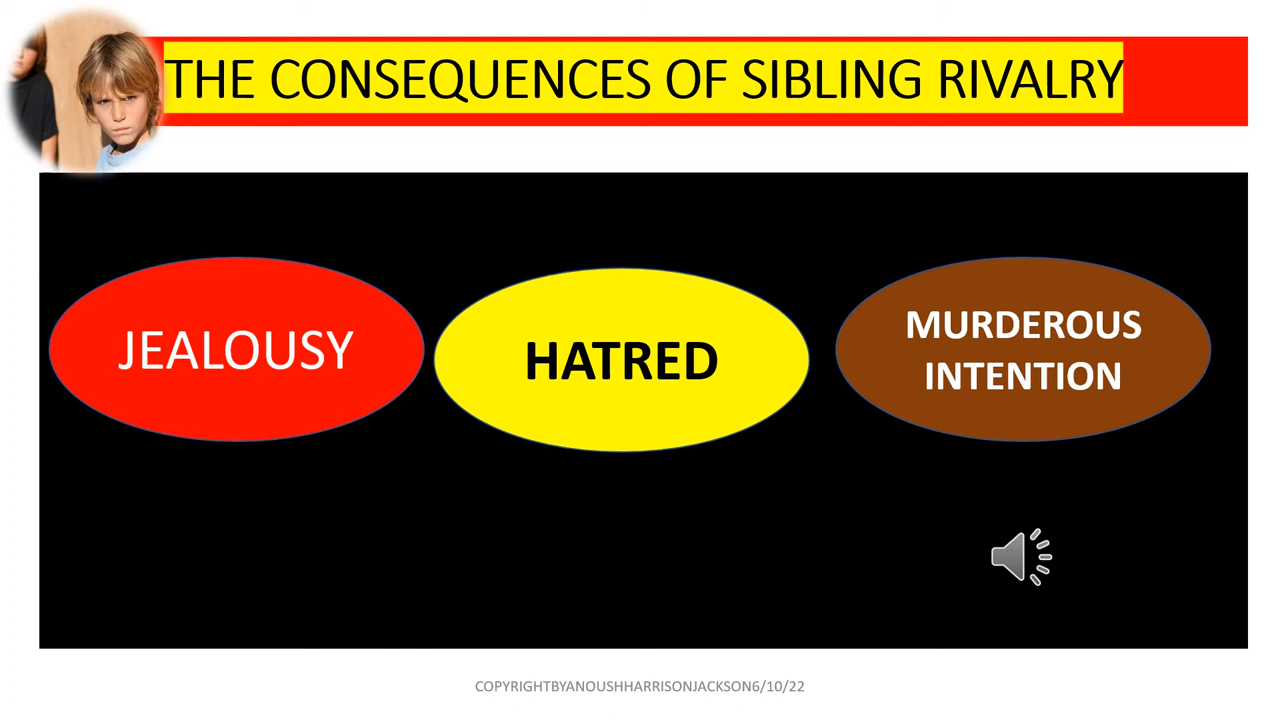 THE CONSEQUENCES OF SIBLING RIVALRY
JEALOUSY
HATRED
MURDEROUS
INTENTION
COPYRIGHTBYANOUSHHARRISONJACKSON6/10/22